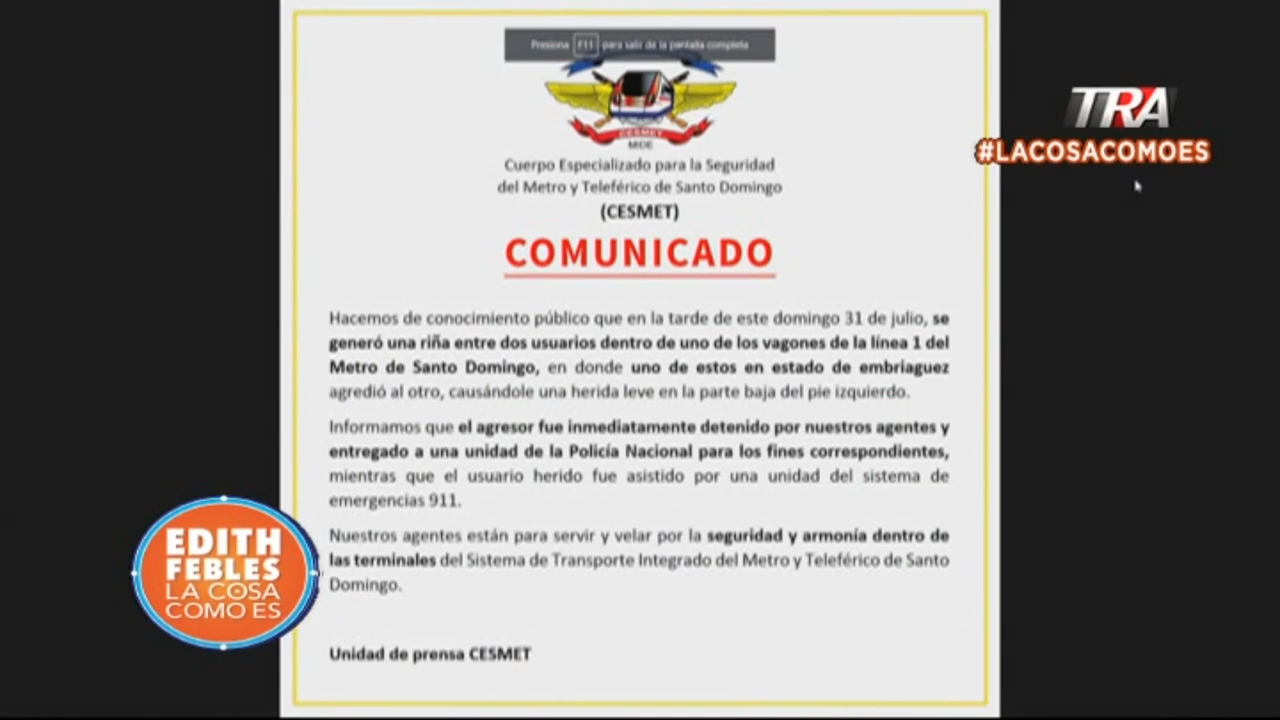 Presiona F11 para salir de la pantalla completa
CESMET
MIDE
Cuerpo Especializado para la Seguridad
del Metro y Teleférico de Santo Domingo
(CESMET)
COMUNICADO
Hacemos de conocimiento público que en la tarde de este domingo 31 de julio, se
generó una riña entre dos usuarios dentro de uno de los vagones de la línea 1 del
Metro de Santo Domingo, en donde uno de estos en estado de embriaguez
agredió al otro, causándole una herida leve en la parte baja del pie izquierdo.
Informamos que el agresor fue inmediatamente detenido por nuestros agentes y
entregado a una unidad de la Policía Nacional para los fines correspondientes,
mientras que el usuario herido fue asistido por una unidad del sistema de
emergencias 911.
Nuestros agentes están para servir y velar por la seguridad y armonía dentro de
las terminales del Sistema de Transporte Integrado del Metro y Teleférico de Santo
Domingo.
Unidad de prensa CESMET
TRA
#LACOSACOMOES
EDITH
FEBLES
LA COSA
COMO ES